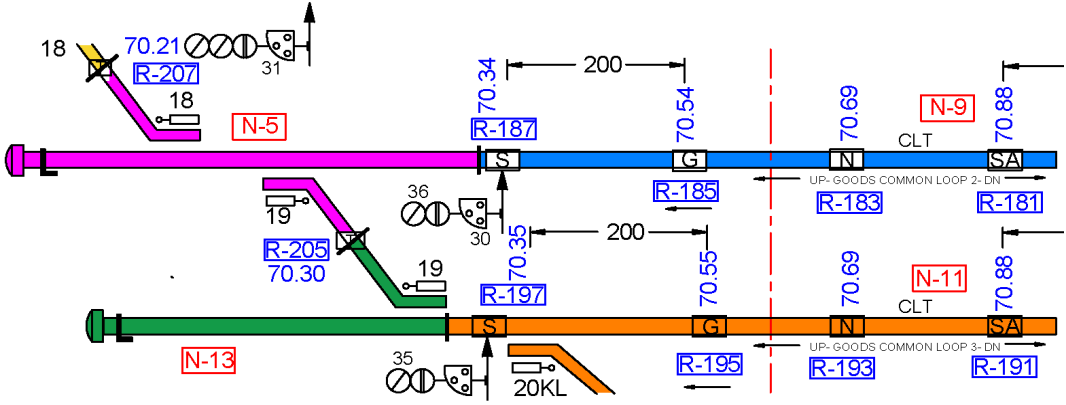 18
70.21
R-207
T
31
18
N-5
70.34
R-187
200
70.54
70.69
N-9
70.88
CLT
S
G
N
SA
UP- GOODS COMMON LOOP 2- DN
R-185
R-183
R-181
36
30
19
R-205
T
70.30
19
70.35
R-197
200
70.55
70.69
N-11
70.88
CLT
S
G
N
SA
UP- GOODS COMMON LOOP 3- DN
N-13
35
20KL
R-195
R-193
R-191